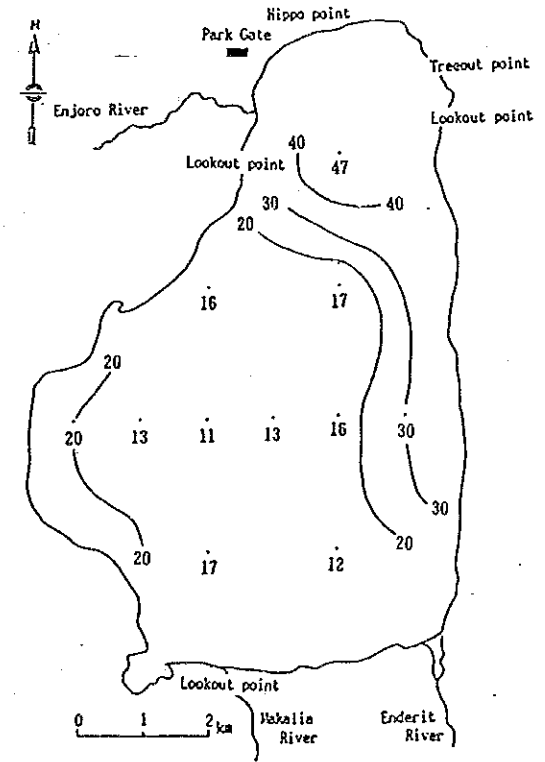 Hippo point
N
Park Gate
Treeout point
Enjoro River
Lookout point
40
Lookout point
47
30
40
20
16
17
20
20
13
11
13
16
30
30
20
20
17
12
Lookout point
0
1
2
km
Makalia
River
Enderit
River